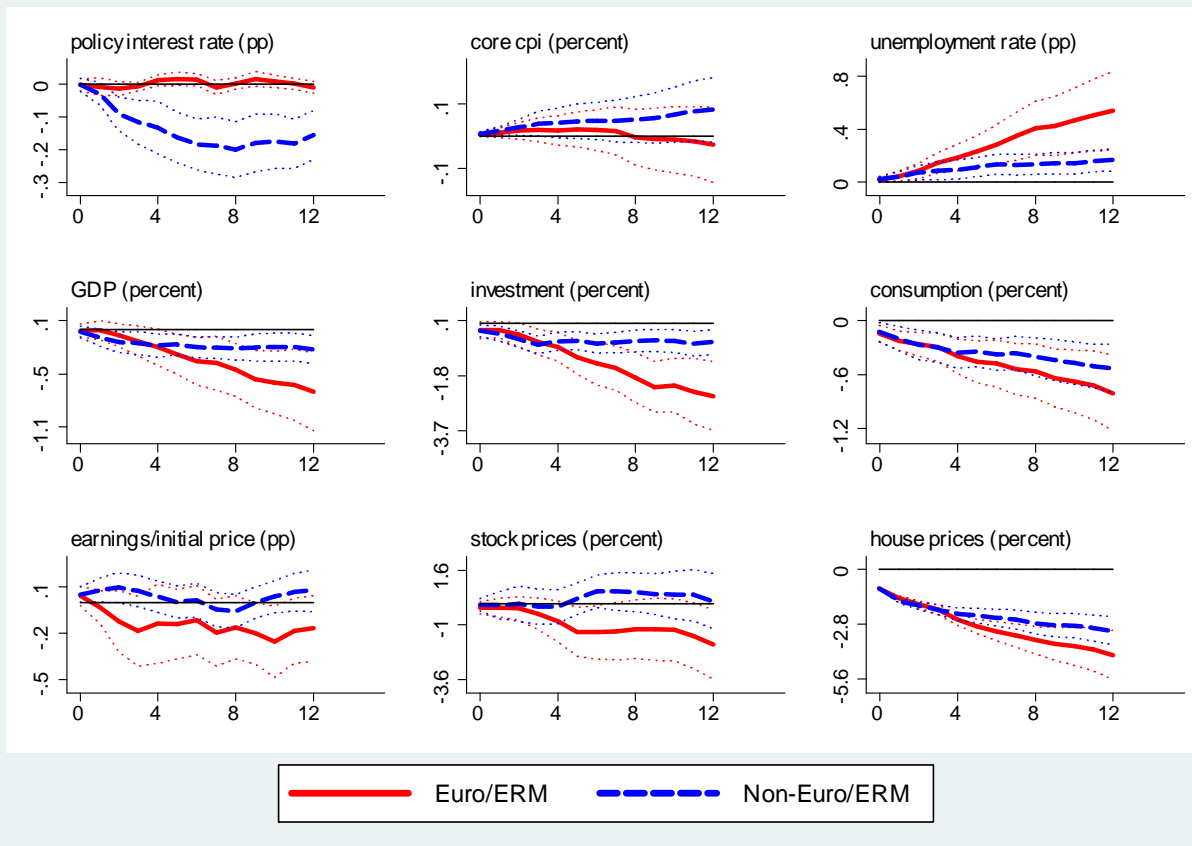 policy interest rate (pp)
0
-.1
-.2
-.3
0 4 8 12
core cpi (percent)
.1
-.1
0 4 8 12
unemployment rate (pp)
.8
.4
0
0 4 8 12
GDP (percent)
.1
-.5
-1.1
0 4 8 12
investment (percent)
.1
-1.8
-3.7
0 4 8 12
consumption (percent)
0
-.6
-1.2
0 4 8 12
earnings/initial price (pp)
.1
-.2
-.5
0 4 8 12
stock prices (percent)
1.6
-1
-3.6
0 4 8 12
house prices (percent)
0
-2.8
-5.6
0 4 8 12
Euro/ERM Non-Euro/ERM